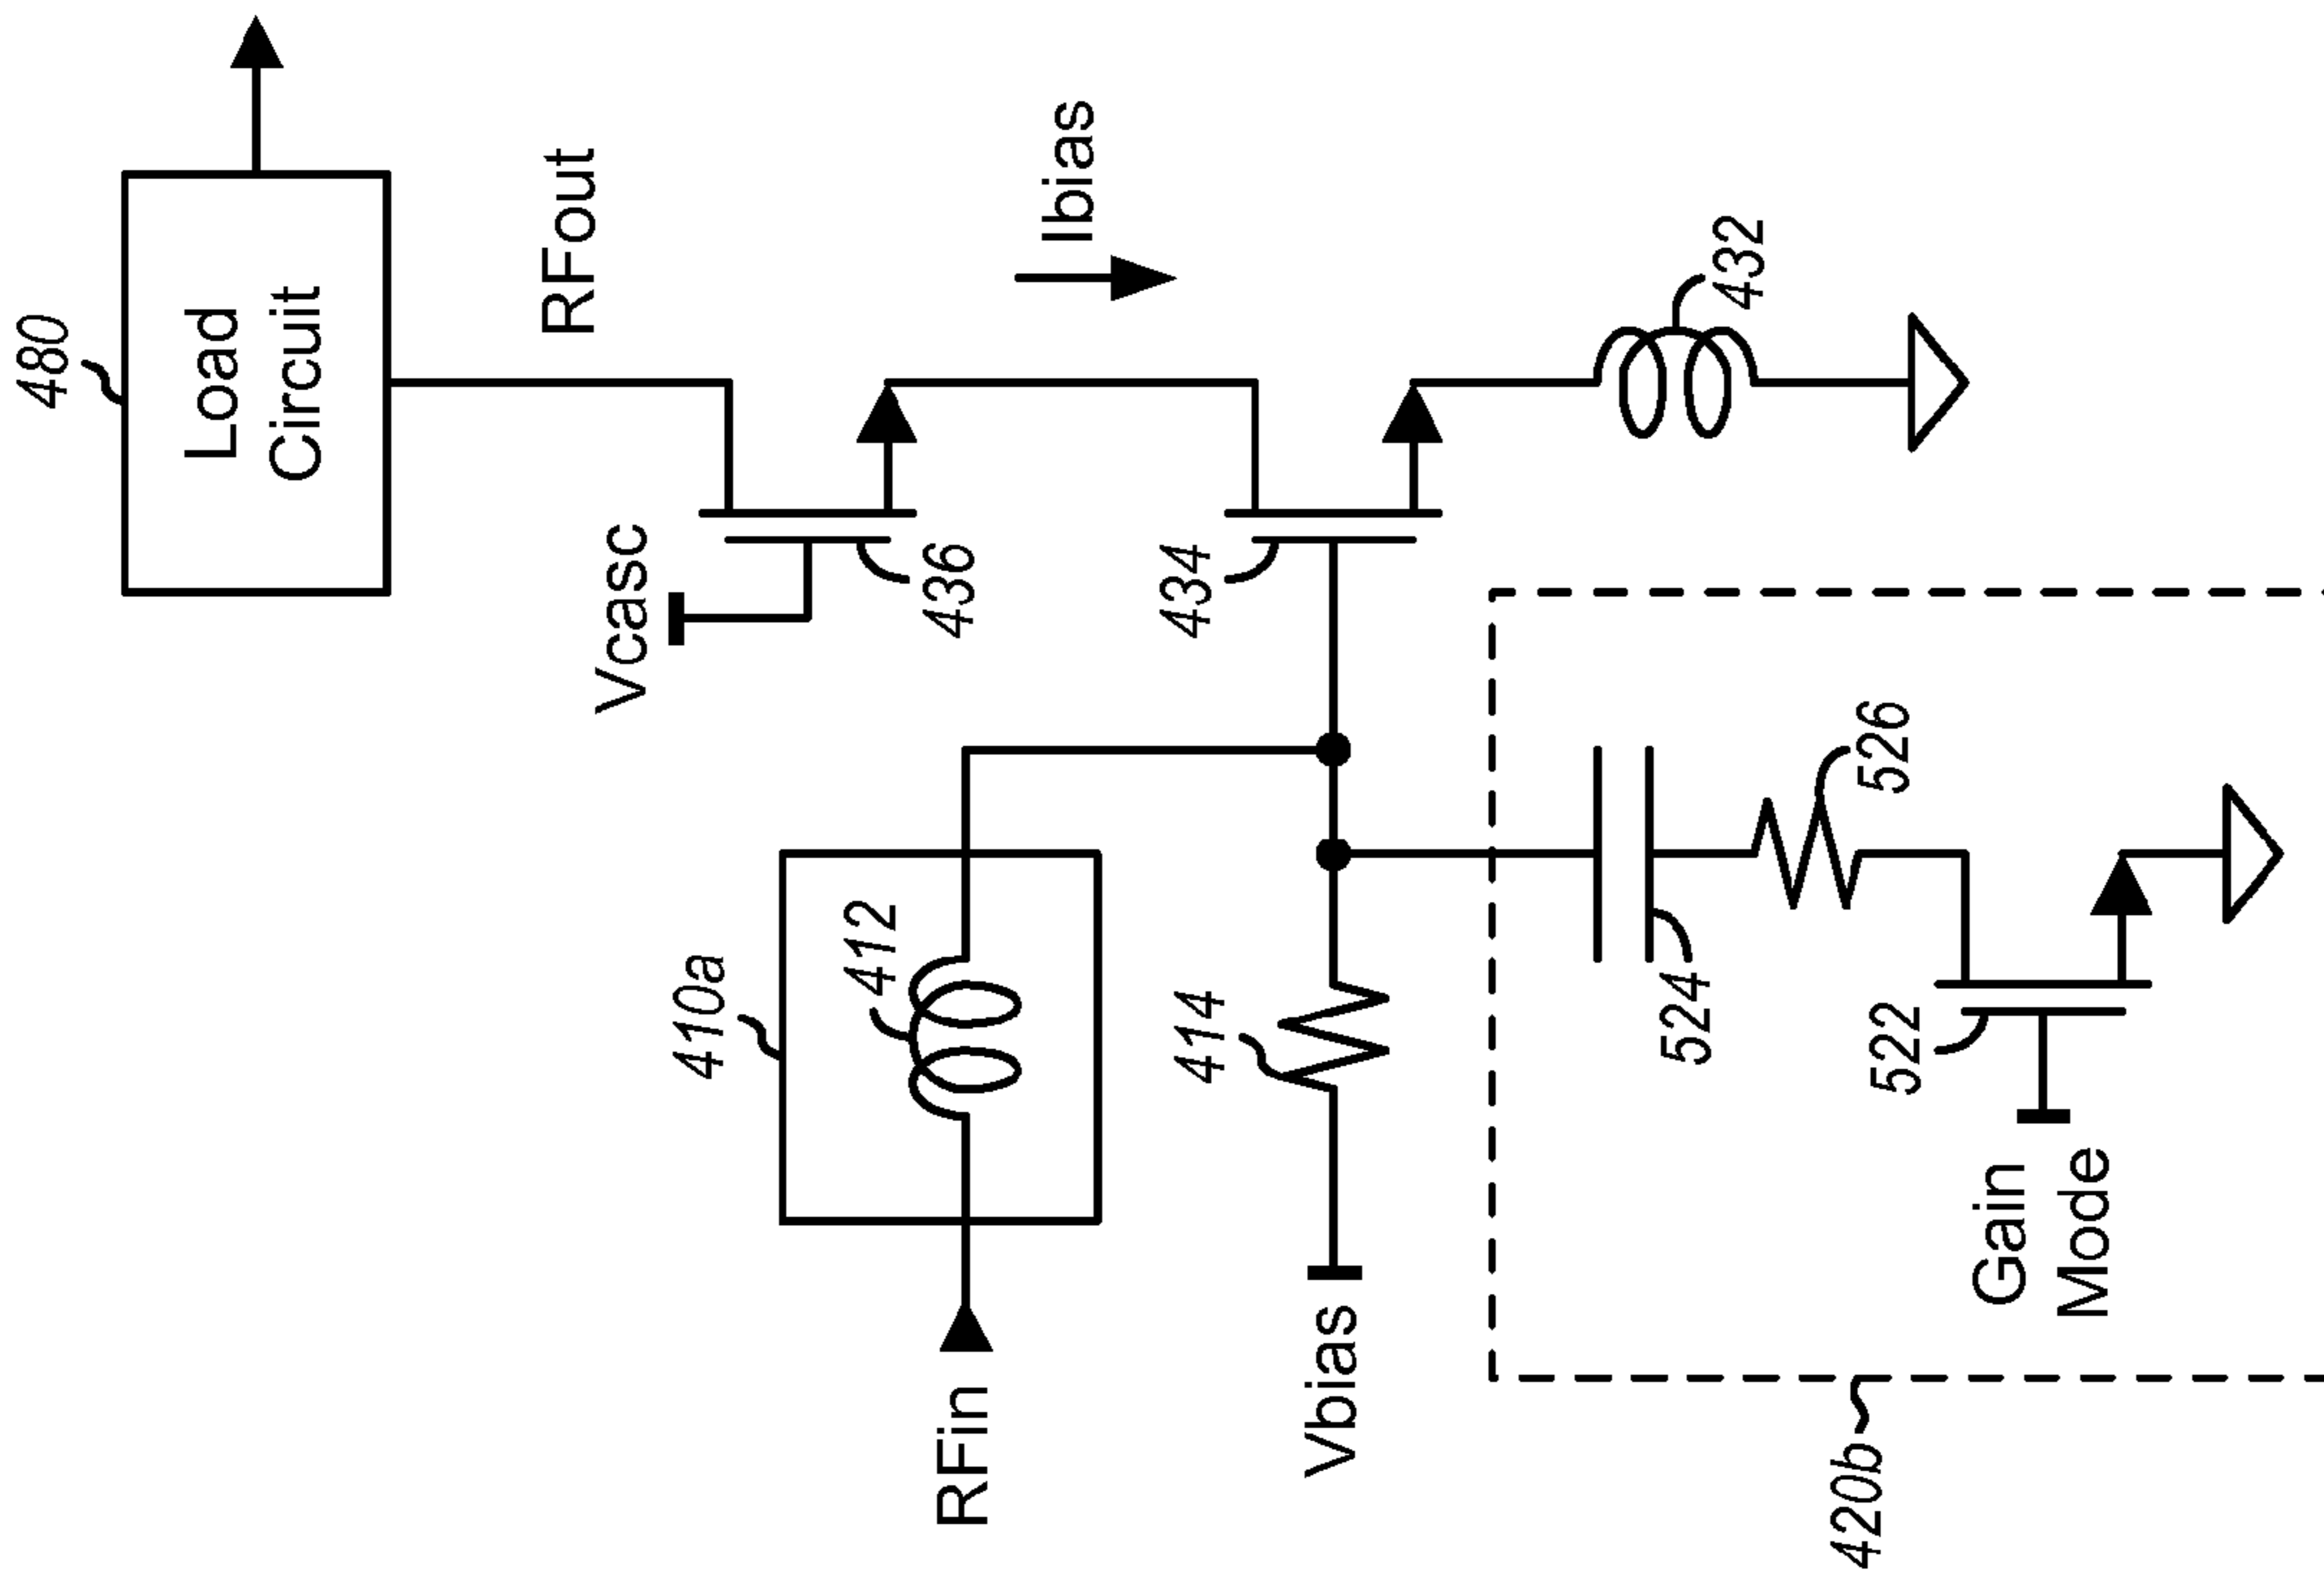 480
Load
Circuit
RFout
Vcasc
436
Ibias
410a
412
434
RFin
414
432
Vbias
524
526
522
Gain
Mode
420b